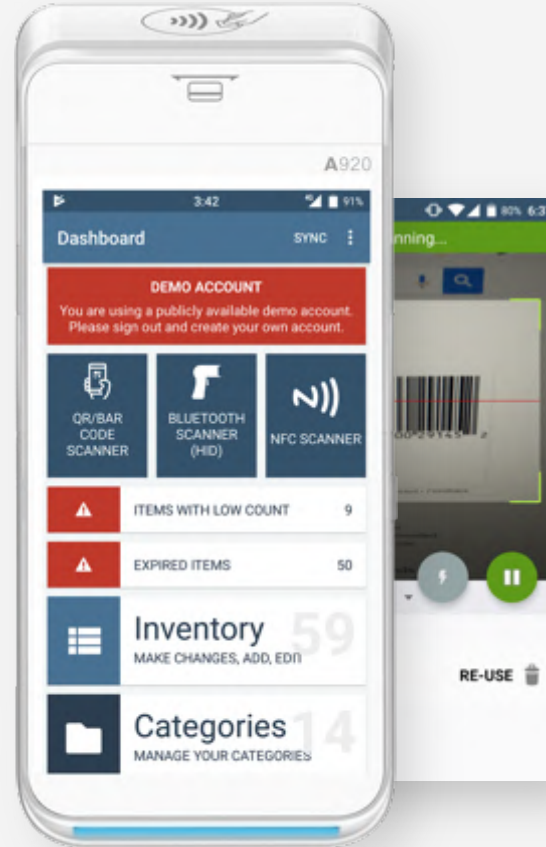 A920
3:42
91%
Dashboard
SYNC
DEMO ACCOUNT
You are using a publicly available demo account.
Please sign out and create your own account.
QR/BAR
CODE
SCANNER
BLUETOOTH
SCANNER
(HID)
NFC SCANNER
ITEMS WITH LOW COUNT 9
EXPIRED ITEMS 50
Inventory 59
MAKE CHANGES, ADD, EDIT
Categories 14
MANAGE YOUR CATEGORIES
80% 6:3
nning...
RE-USE